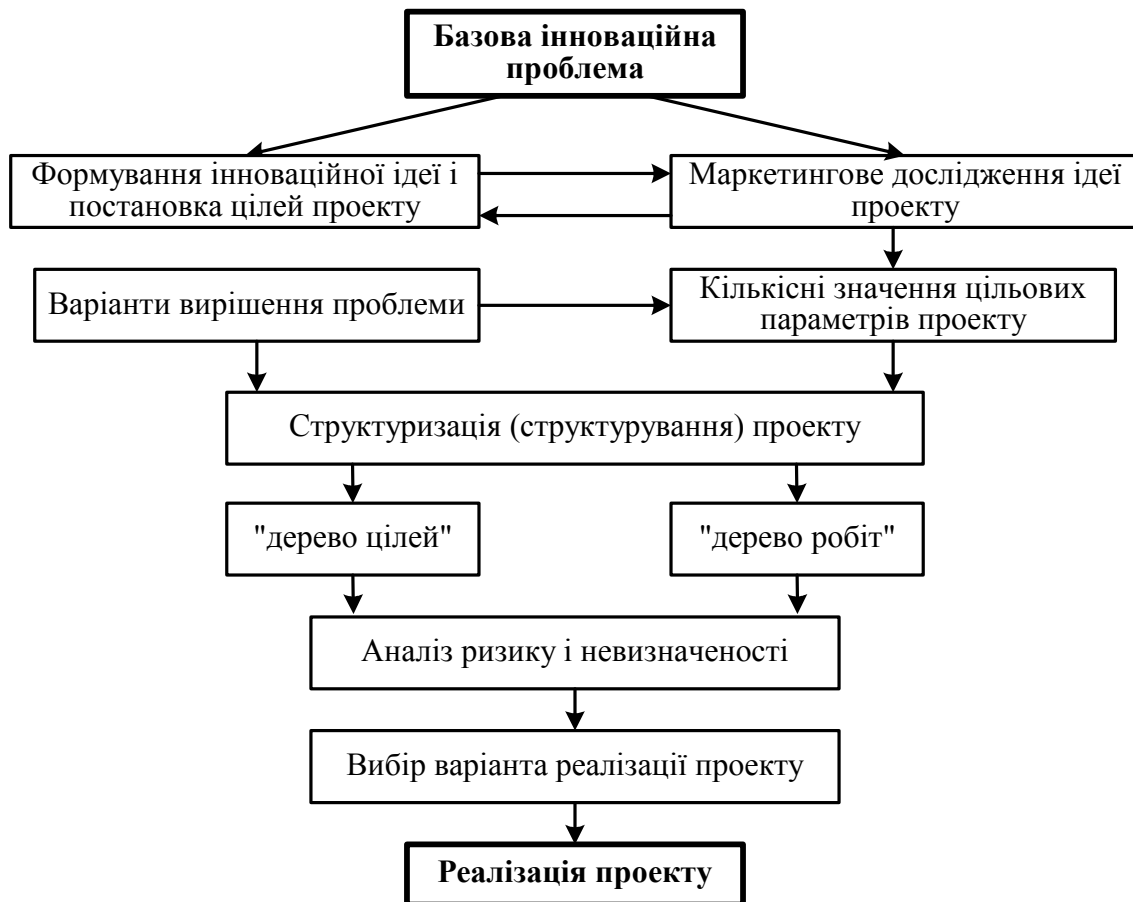 Базова інноваційна
проблема
Формування інноваційної ідеї і
постановка цілей проекту
Маркетингове дослідження ідеї
проекту
Варіанти вирішення проблеми
Кількісні значення цільових
параметрів проекту
Структуризація (структурування) проекту
"дерево цілей"
"дерево робіт"
Аналіз ризику і невизначеності
Вибір варіанта реалізації проекту
Реалізація проекту